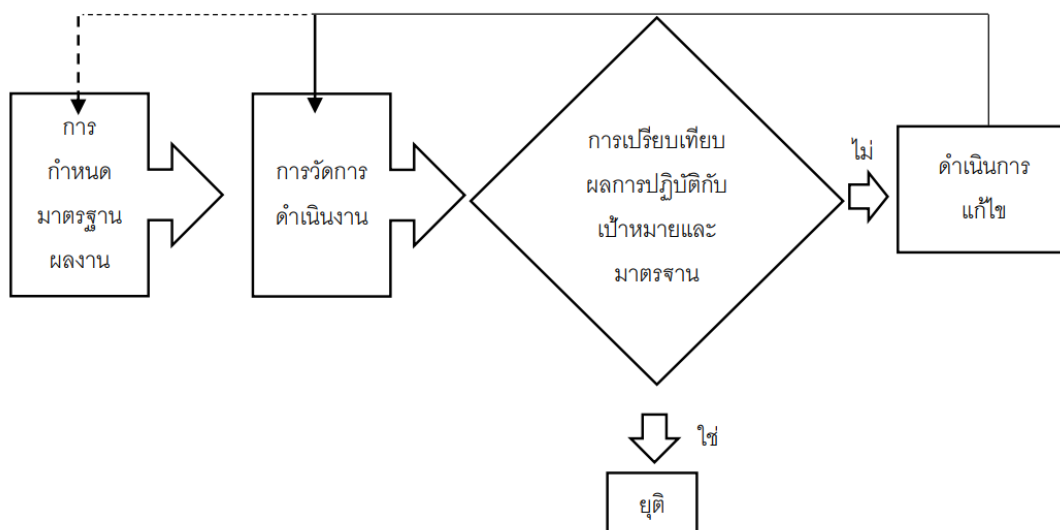 การ
กำหนด
มาตรฐาน
ผลงาน
การวัดการ
ดำเนินงาน
การเปรียบเทียบ
ผลการปฏิบัติกับ
เป้าหมายและ
มาตรฐาน
ไม่
ดำเนินการ
แก้ไข
ใช่
ยุติ